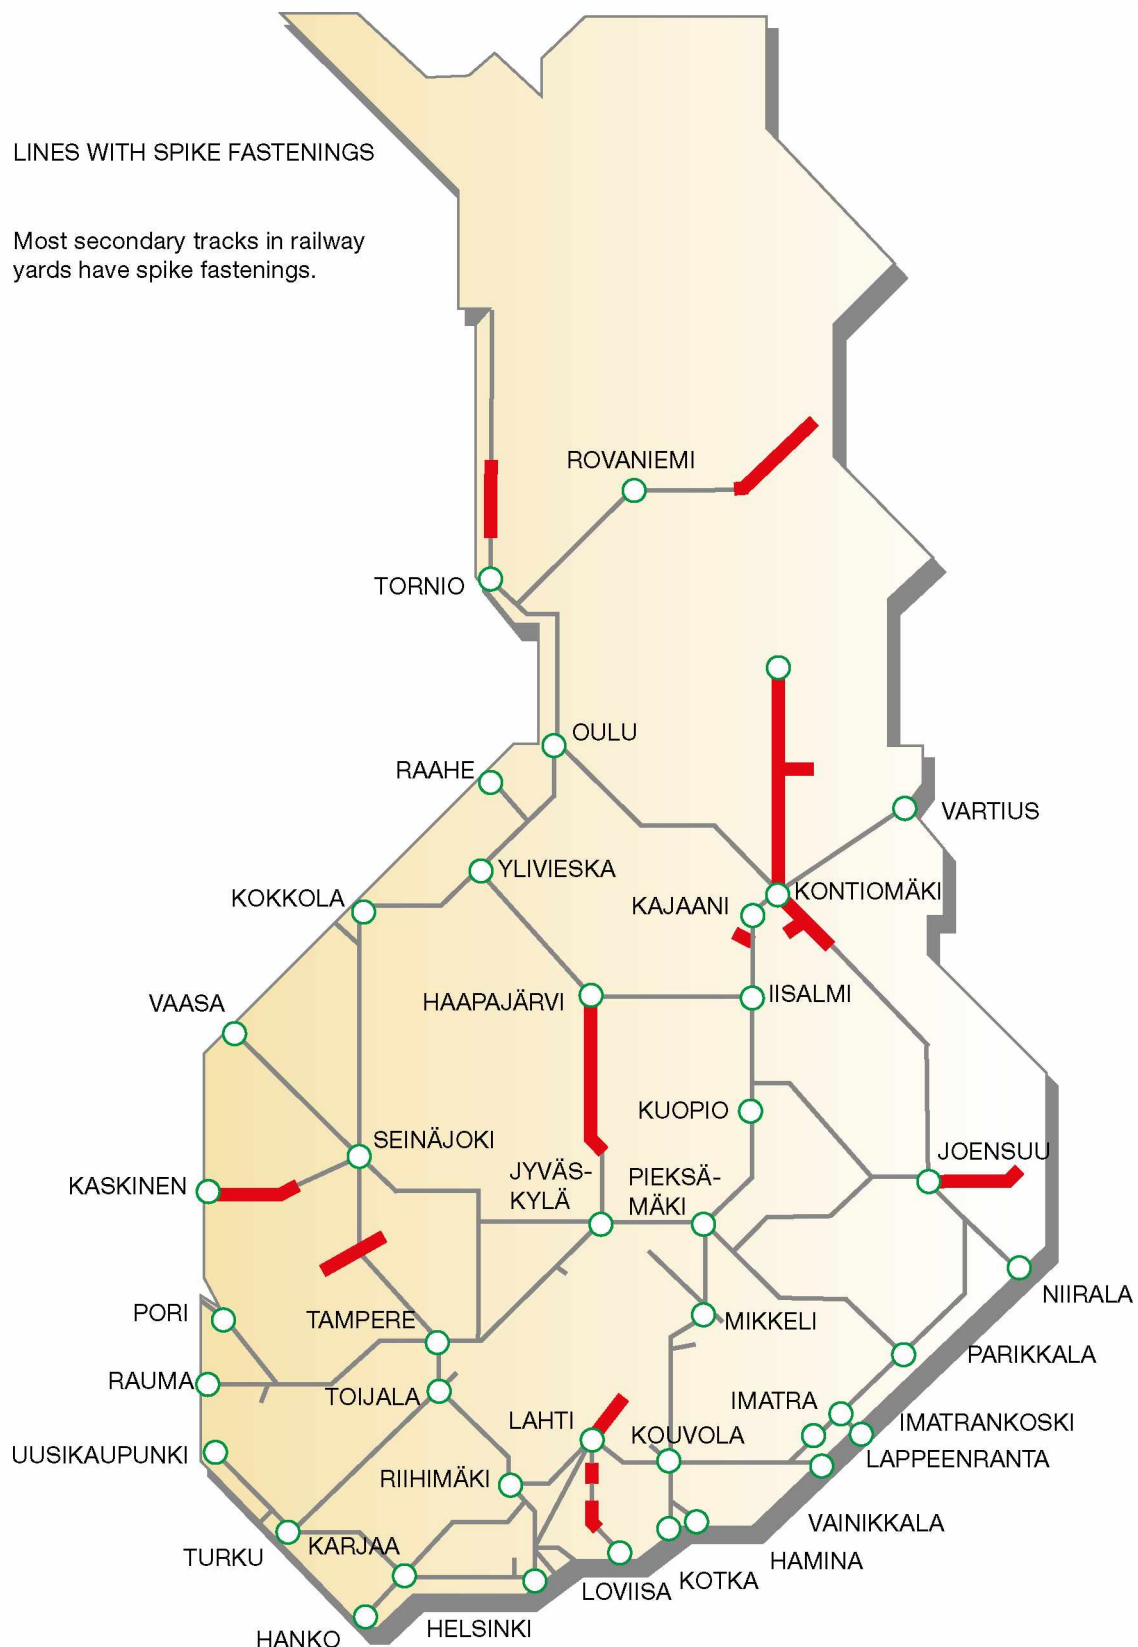 LINES WITH SPIKE FASTENINGS
Most secondary tracks in railway
yards have spike fastenings.
ROVANIEMI
TORNIO
OULU
RAAHE
VARTIUS
YLIVIESKA
KOKKOLA
KAJAANI
KONTIOMÄKI
VAASA
HAAPAJÄRVI
IISALMI
KUOPIO
SEINÄJOKI
JOENSUU
KASKINEN
JYVÄS-
KYLÄ
PIEKSÄ-
MÄKI
NIIRALA
PORI
TAMPERE
MIKKELI
PARIKKALA
RAUMA
TOIJALA
IMATRA
LAHTI
KOUVOLA
IMATRANKOSKI
UUSIKAUPUNKI
RIIHIMÄKI
LAPPEENRANTA
VAINIKKALA
TURKU
KARJAA
HAMINA
KOTKA
LOVIISA
HELSINKI
HANKO